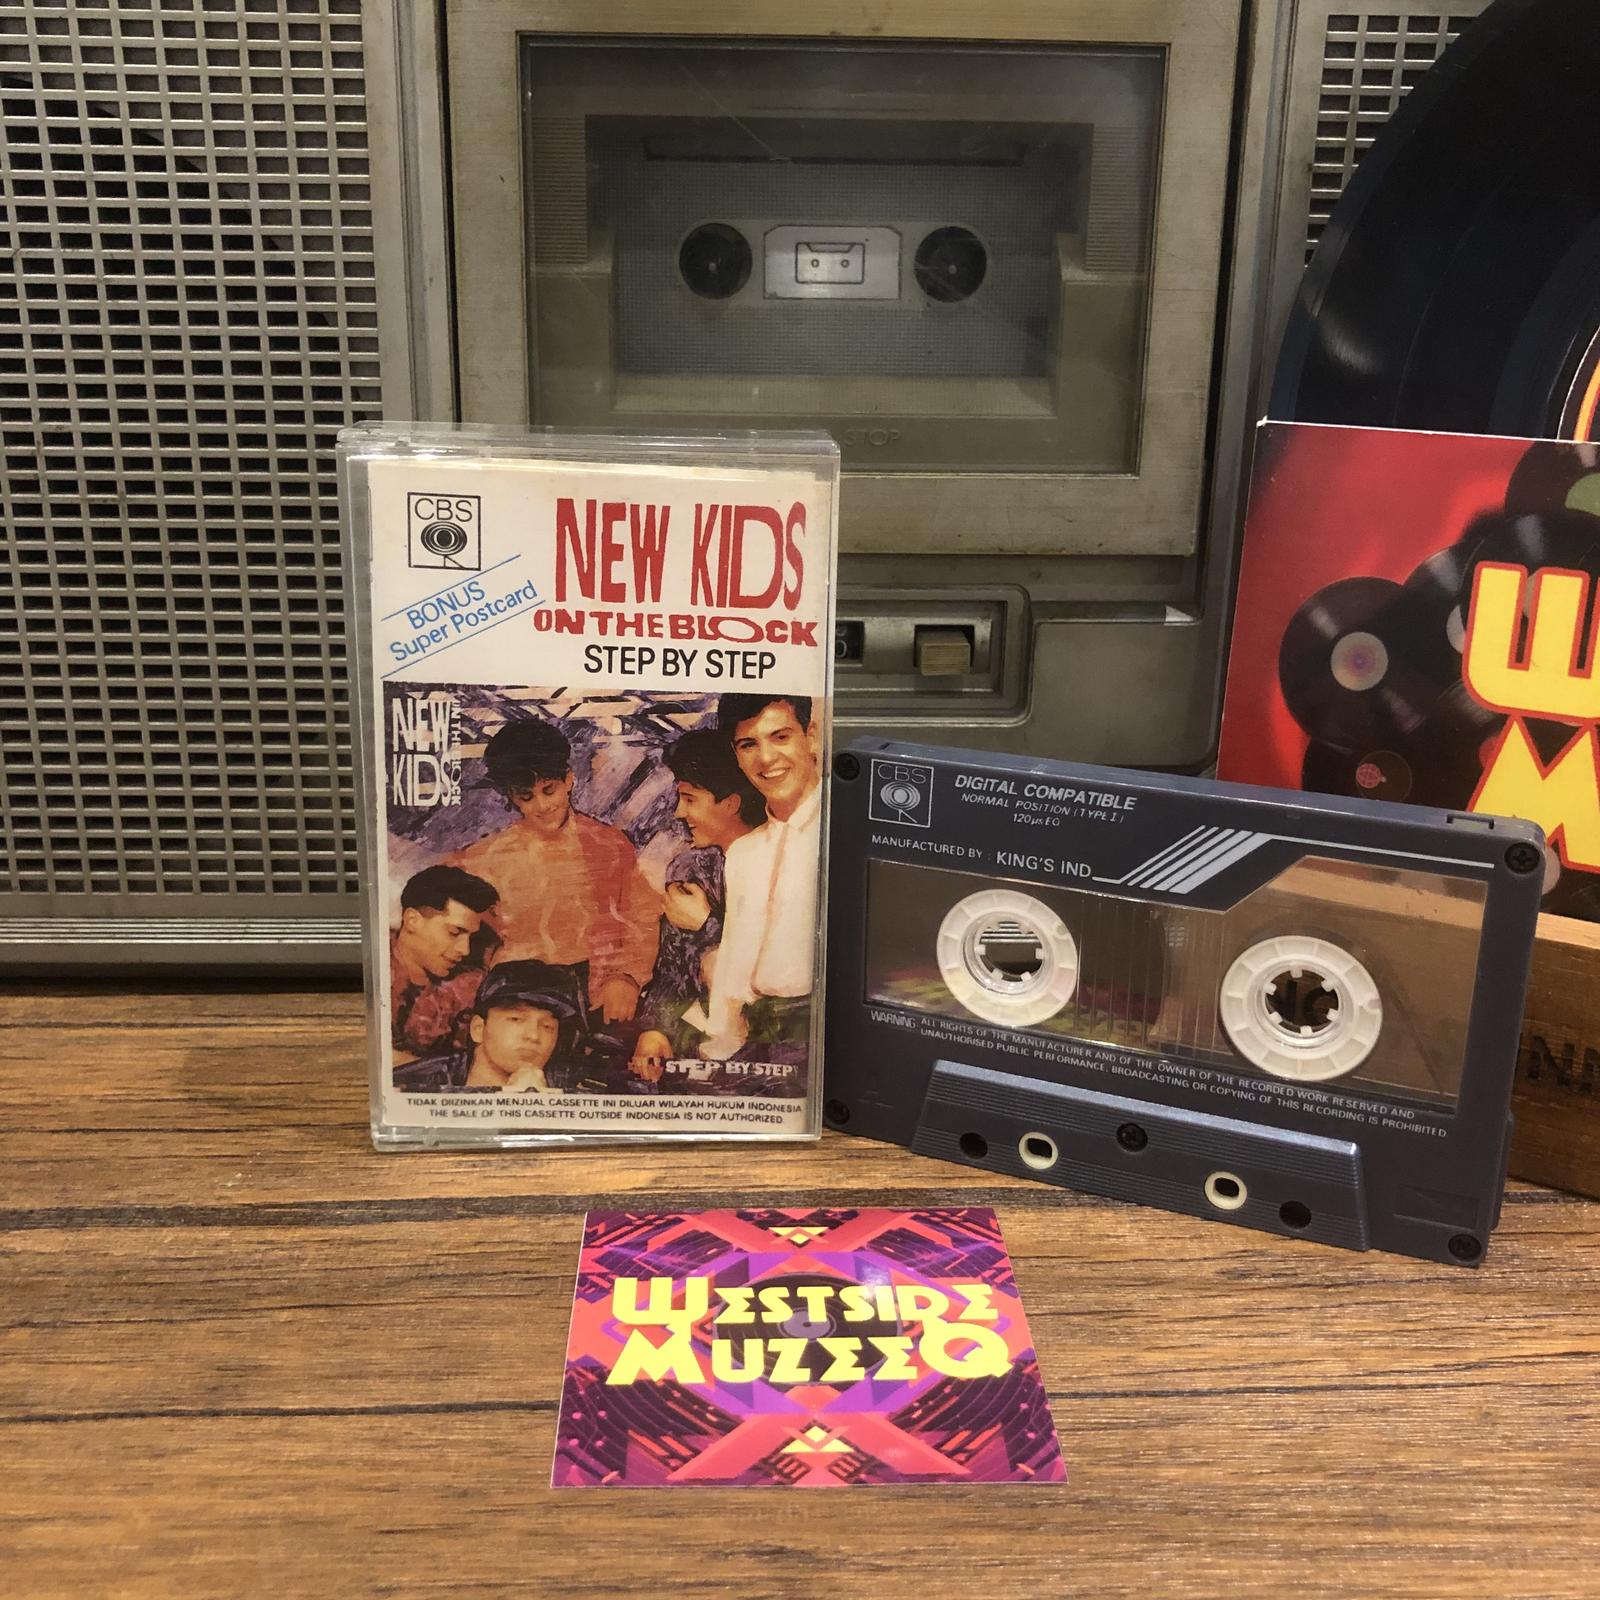 STOP
CBS
BONUS
Super Postcard
NEW KIDS
ON THE BLOCK
STEP BY STEP
NEW
KIDS
ON THE BLOCK
STEP BY STEP
TIDAK DIIZINKAN MENJUAL CASSETTE INI DILUAR WILAYAH HUKUM INDONESIA
THE SALE OF THIS CASSETTE OUTSIDE INDONESIA IS NOT AUTHORIZED.
CBS
DIGITAL COMPATIBLE
NORMAL POSITION (TYPE I)
120µs EQ
MANUFACTURED BY : KING'S IND
WARNING: ALL RIGHTS OF THE MANUFACTURER AND OF THE OWNER OF THE RECORDED WORK RESERVED AND
UNAUTHORISED PUBLIC PERFORMANCE, BROADCASTING OR COPYING OF THIS RECORDING IS PROHIBITED.
WESTSIDE
MUZEEQ